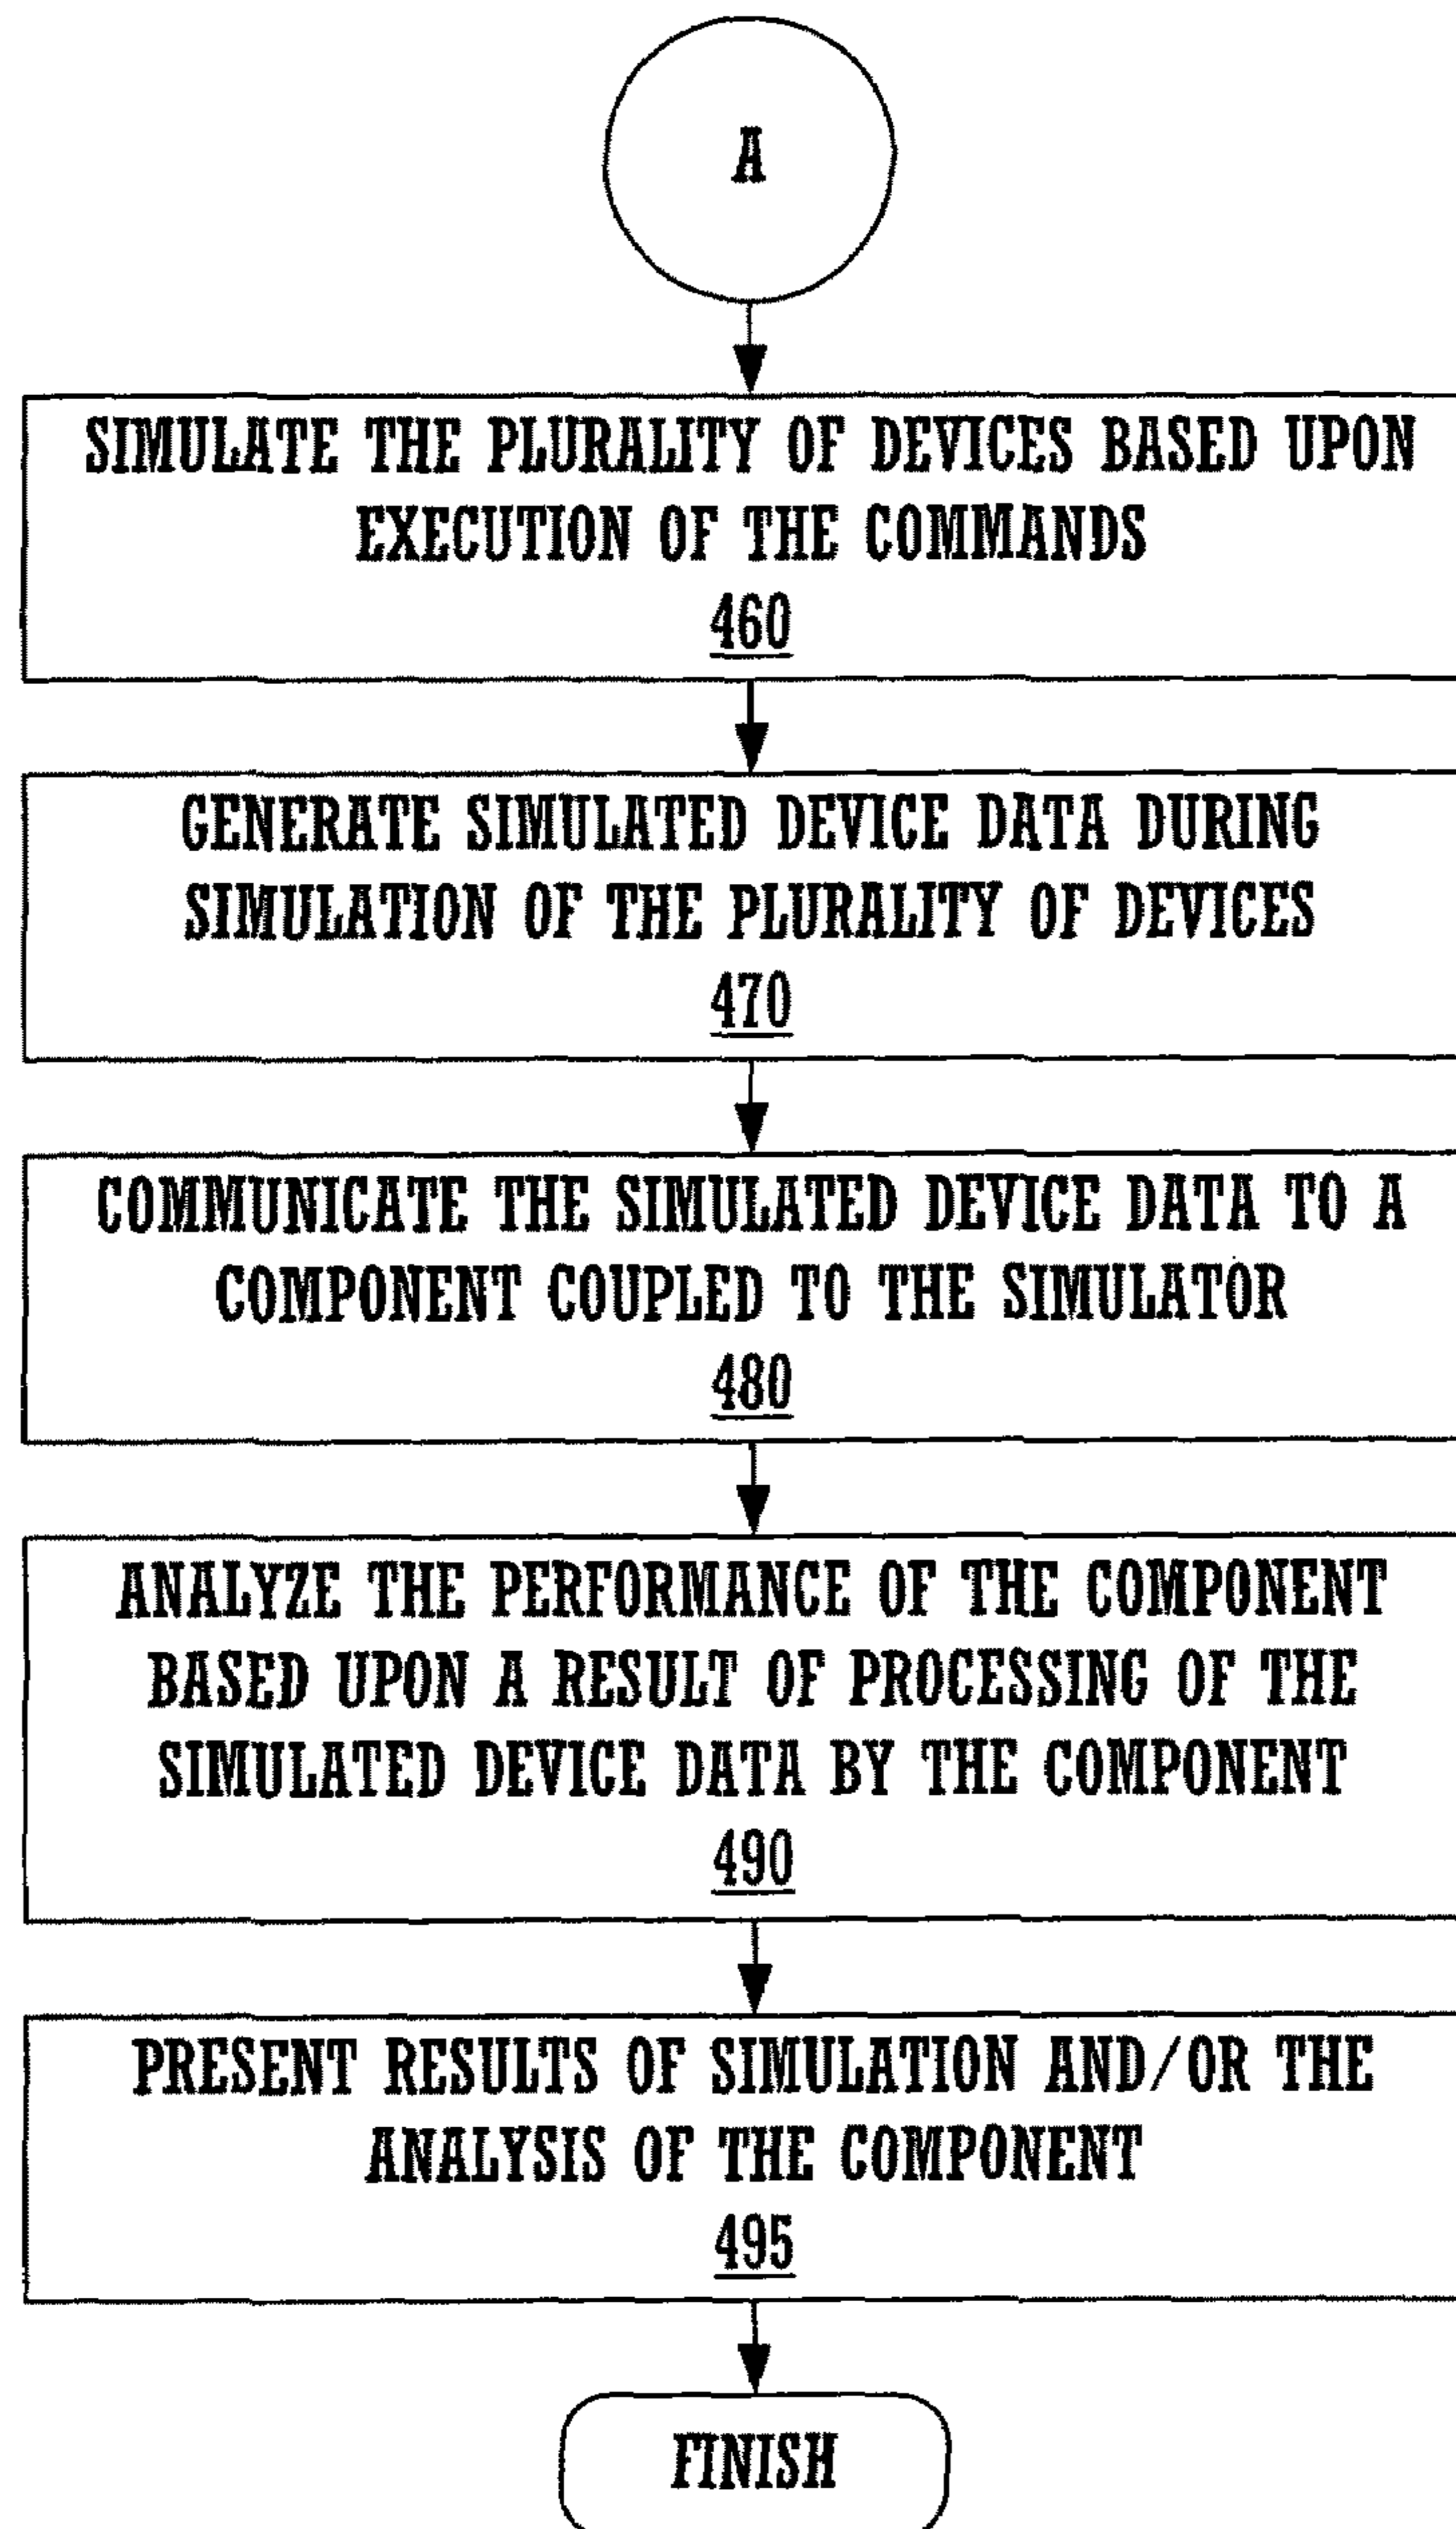 A
SIMULATE THE PLURALITY OF DEVICES BASED UPON
EXECUTION OF THE COMMANDS
460
GENERATE SIMULATED DEVICE DATA DURING
SIMULATION OF THE PLURALITY OF DEVICES
470
COMMUNICATE THE SIMULATED DEVICE DATA TO A
COMPONENT COUPLED TO THE SIMULATOR
480
ANALYZE THE PERFORMANCE OF THE COMPONENT
BASED UPON A RESULT OF PROCESSING OF THE
SIMULATED DEVICE DATA BY THE COMPONENT
490
PRESENT RESULTS OF SIMULATION AND/OR THE
ANALYSIS OF THE COMPONENT
495
FINISH